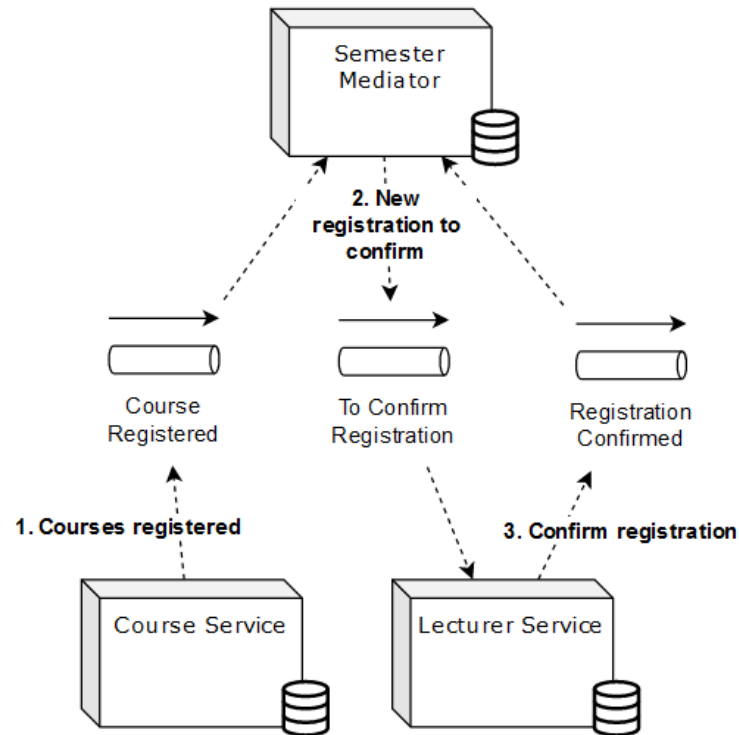 Semester
Mediator
2. New
registration to
confirm
Course
Registered
To Confirm
Registration
Registration
Confirmed
1. Courses registered
3. Confirm registration
Course Service
Lecturer Service